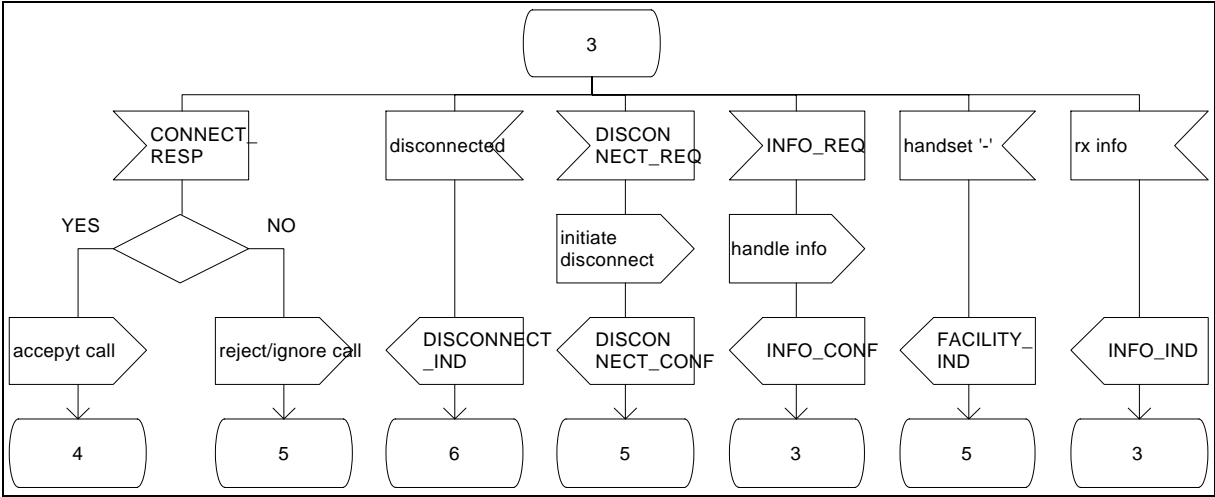 3
CONNECT_
RESP
disconnected
DISCON
NECT_REQ
INFO_REQ
handset '-'
rx info
YES
NO
initiate
disconnect
handle info
accepyt call
reject/ignore call
DISCONNECT
_IND
DISCON
NECT_CONF
INFO_CONF
FACILITY_
IND
INFO_IND
4
5
6
5
3
5
3